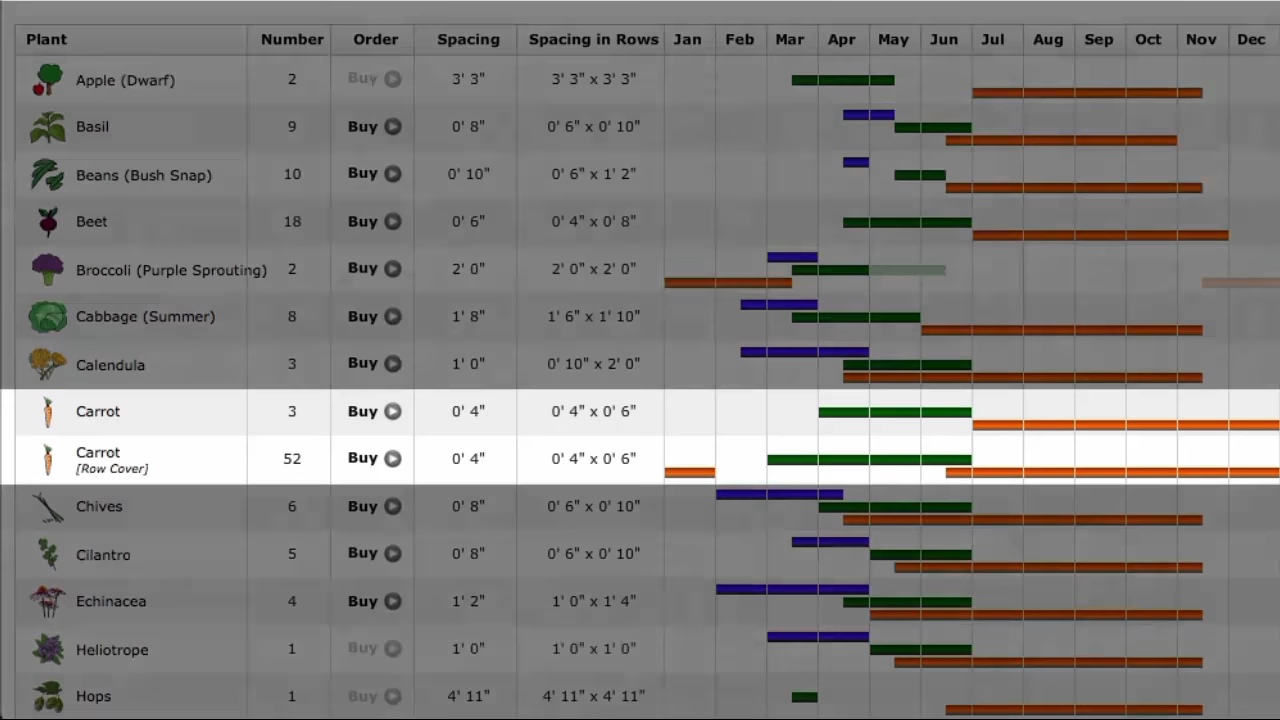 Plant Number Order Spacing Spacing in Rows Jan Feb Mar Apr May Jun Jul Aug Sep Oct Nov Dec
Apple (Dwarf) 2 Buy 3' 3" 3' 3" x 3' 3"
Basil 9 Buy 0' 8" 0' 6" x 0' 10"
Beans (Bush Snap) 10 Buy 0' 10" 0' 6" x 1' 2"
Beet 18 Buy 0' 6" 0' 4" x 0' 8"
Broccoli (Purple Sprouting) 2 Buy 2' 0" 2' 0" x 2' 0"
Cabbage (Summer) 8 Buy 1' 8" 1' 6" x 1' 10"
Calendula 3 Buy 1' 0" 0' 10" x 2' 0"
Carrot 3 Buy 0' 4" 0' 4" x 0' 6"
Carrot 52 Buy 0' 4" 0' 4" x 0' 6"
[Row Cover]
Chives 6 Buy 0' 8" 0' 6" x 0' 10"
Cilantro 5 Buy 0' 8" 0' 6" x 0' 10"
Echinacea 4 Buy 1' 2" 1' 0" x 1' 4"
Heliotrope 1 Buy 1' 0" 1' 0" x 1' 0"
Hops 1 Buy 4' 11" 4' 11" x 4' 11"